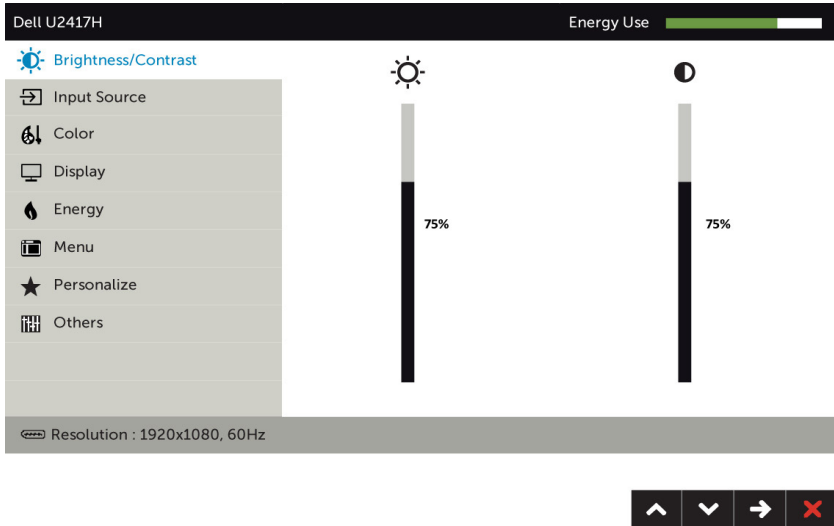 Dell U2417H Energy Use
Brightness/Contrast
Input Source
Color
Display
Energy
Menu
Personalize
Others
75% 75%
Resolution : 1920x1080, 60Hz